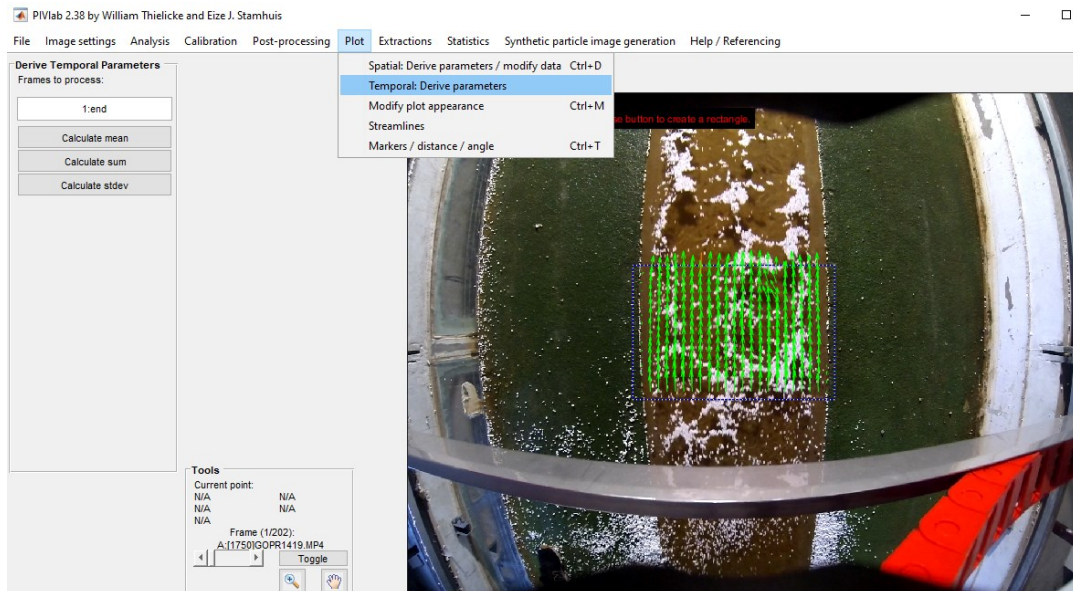 PIVlab 2.38 by William Thielicke and Eize J. Stamhuis
File Image settings Analysis Calibration Post-processing Plot Extractions Statistics Synthetic particle image generation Help / Referencing
Derive Temporal Parameters
Frames to process:
1:end
Calculate mean
Calculate sum
Calculate stdev
Spatial: Derive parameters / modify data Ctrl+D
Temporal: Derive parameters
Modify plot appearance Ctrl+M
Streamlines
Markers / distance / angle Ctrl+T
button to create a rectangle.
Tools
Current point:
N/A N/A
N/A N/A
N/A
Frame (1/202):
A:[1750]GOPR1419.MP4
Toggle